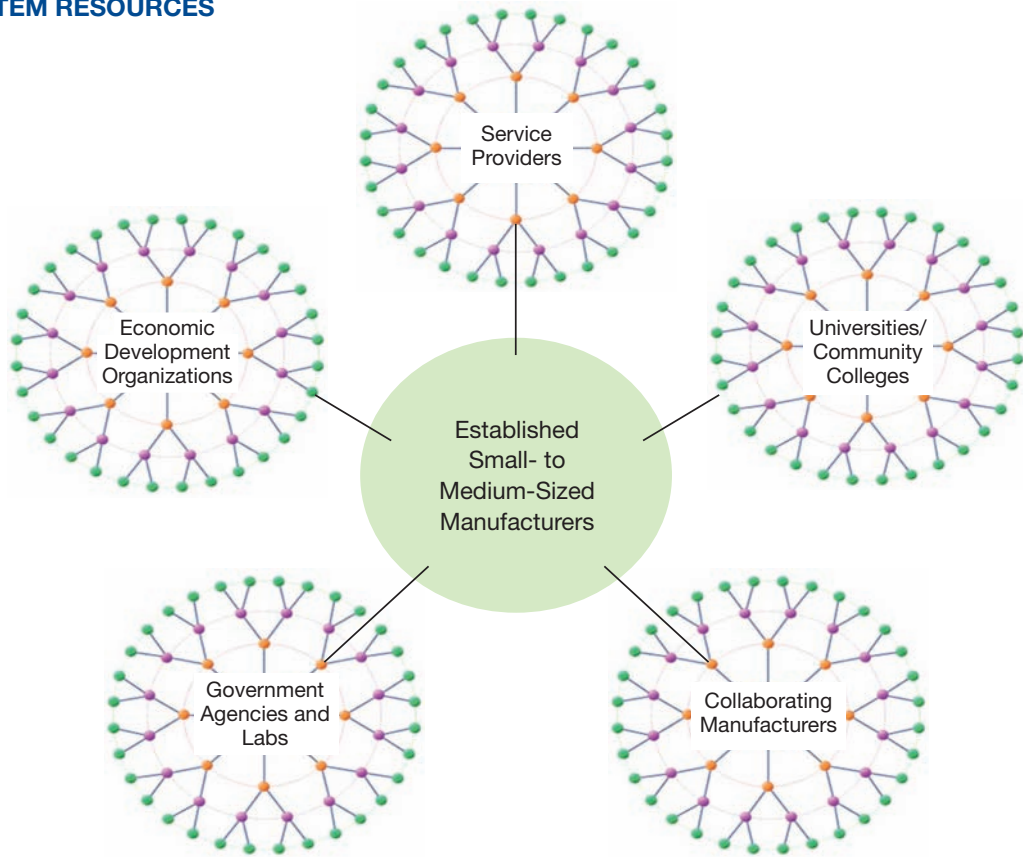 TEM RESOURCES
Service
Providers
Economic
Development
Organizations
Universities/
Community
Colleges
Established
Small- to
Medium-Sized
Manufacturers
Government
Agencies and
Labs
Collaborating
Manufacturers